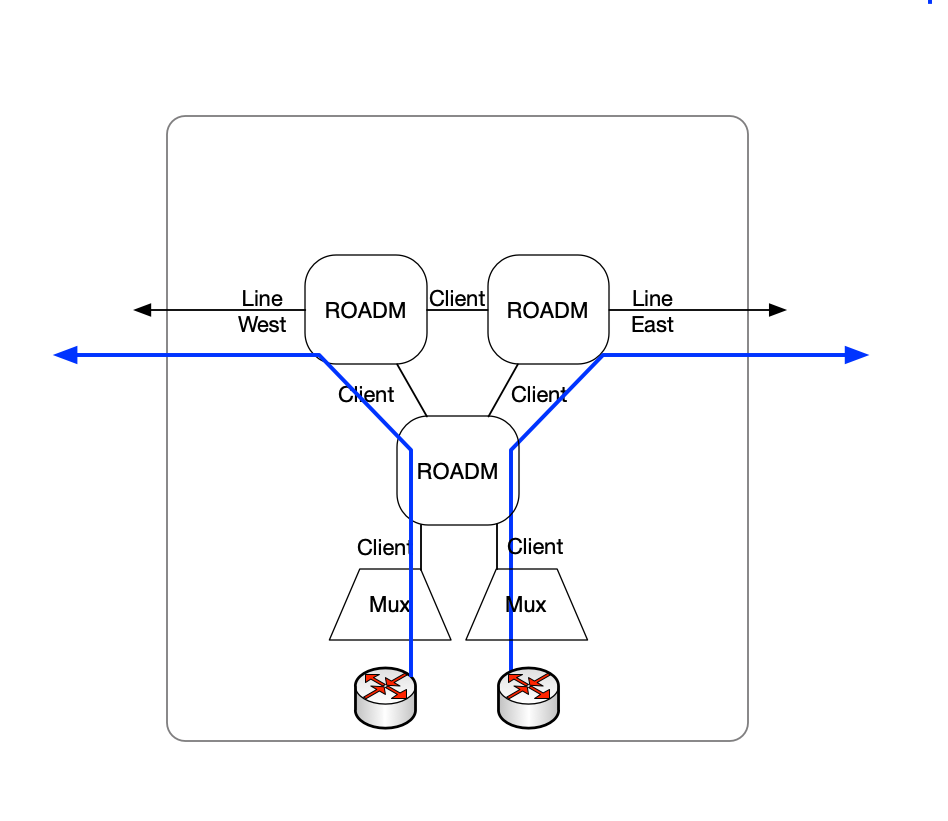 Line
West
ROADM
Client
ROADM
Line
East
Client
Client
ROADM
Client
Client
Mux
Mux